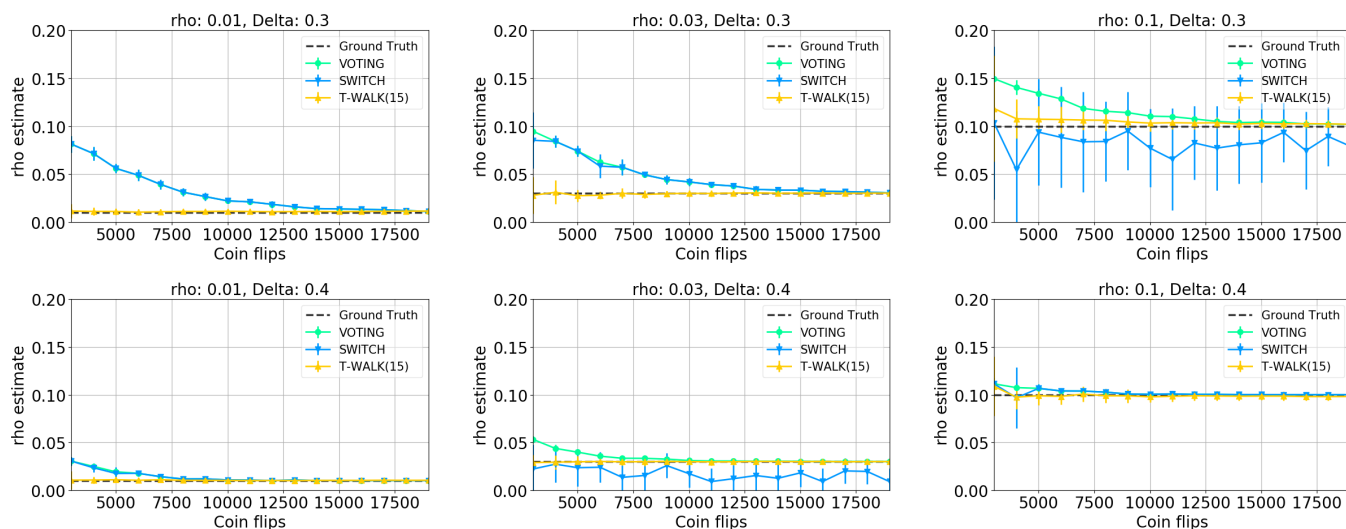 rho: 0.01, Delta: 0.3
0.20
0.15
0.10
0.05
0.00
rho estimate
Ground Truth
VOTING
SWITCH
T-WALK(15)
5000 7500 10000 12500 15000 17500
Coin flips
rho: 0.03, Delta: 0.3
0.20
0.15
0.10
0.05
0.00
rho estimate
Ground Truth
VOTING
SWITCH
T-WALK(15)
5000 7500 10000 12500 15000 17500
Coin flips
rho: 0.1, Delta: 0.3
0.20
0.15
0.10
0.05
0.00
rho estimate
Ground Truth
VOTING
SWITCH
T-WALK(15)
5000 7500 10000 12500 15000 17500
Coin flips
rho: 0.01, Delta: 0.4
0.20
0.15
0.10
0.05
0.00
rho estimate
Ground Truth
VOTING
SWITCH
T-WALK(15)
5000 7500 10000 12500 15000 17500
Coin flips
rho: 0.03, Delta: 0.4
0.20
0.15
0.10
0.05
0.00
rho estimate
Ground Truth
VOTING
SWITCH
T-WALK(15)
5000 7500 10000 12500 15000 17500
Coin flips
rho: 0.1, Delta: 0.4
0.20
0.15
0.10
0.05
0.00
rho estimate
Ground Truth
VOTING
SWITCH
T-WALK(15)
5000 7500 10000 12500 15000 17500
Coin flips